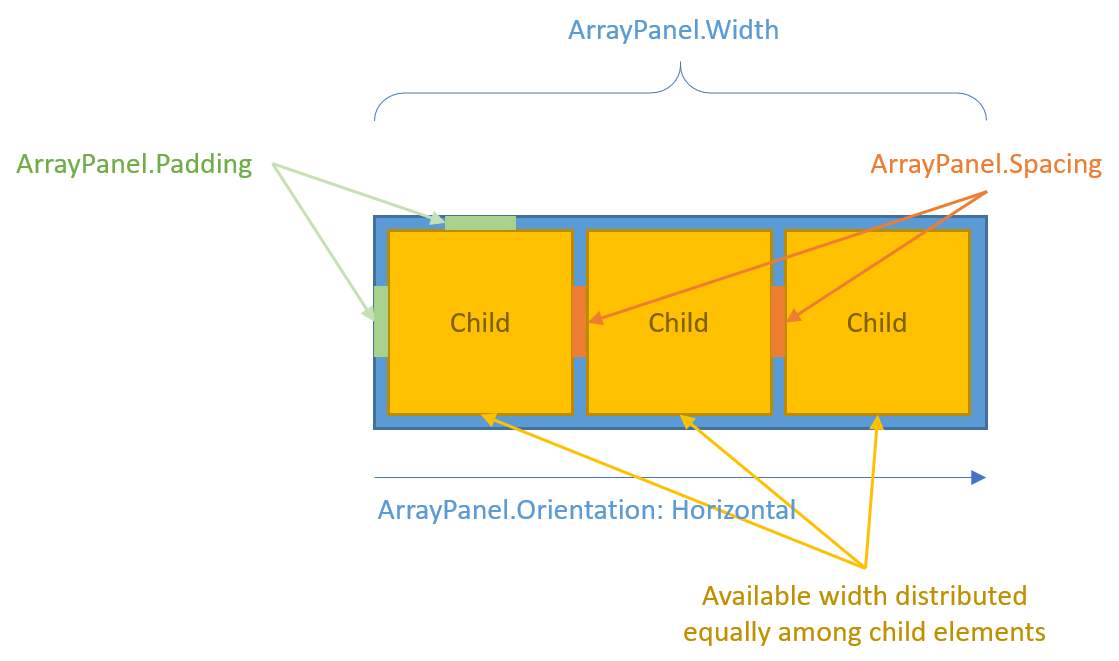 ArrayPanel.Width
ArrayPanel.Padding
ArrayPanel.Spacing
Child
Child
Child
ArrayPanel.Orientation: Horizontal
Available width distributed
equally among child elements